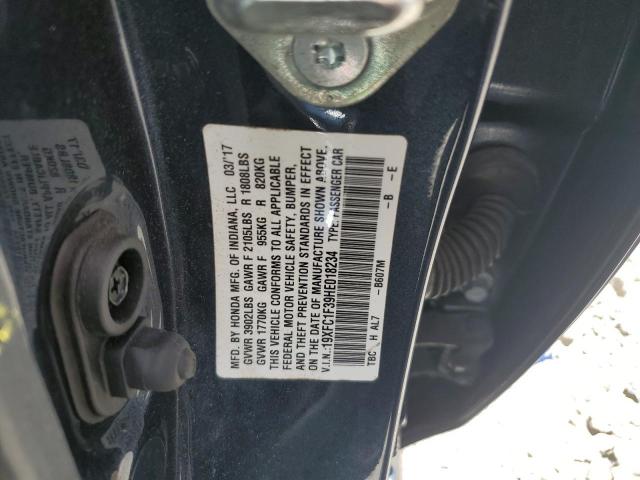 MFD. BY HONDA MFG. OF INDIANA, LLC 03/17
GVWR 3902LBS GAWR F 2105LBS R 1808LBS
GVWR 1770KG GAWR F 955KG R 820KG
THIS VEHICLE CONFORMS TO ALL APPLICABLE
FEDERAL MOTOR VEHICLE SAFETY, BUMPER,
AND THEFT PREVENTION STANDARDS IN EFFECT
ON THE DATE OF MANUFACTURE SHOWN ABOVE.
V.I.N.: 19XFC1F39HE018234 TYPE: PASSENGER CAR
TBC H AL7 - B607M - B - E